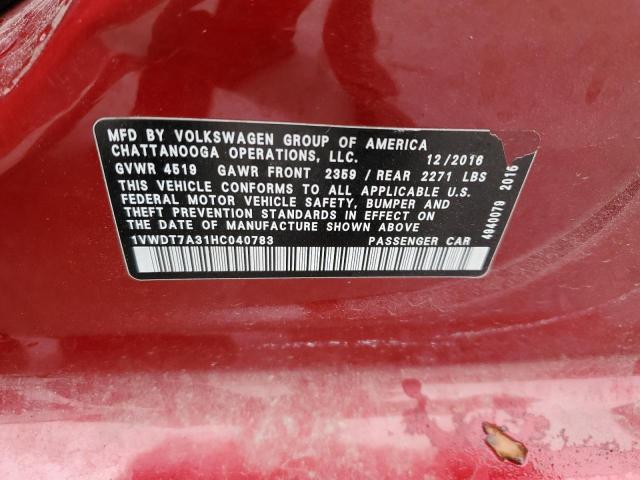 MFD BY VOLKSWAGEN GROUP OF AMERICA
CHATTANOOGA OPERATIONS, LLC. 12/2016
GVWR 4519 GAWR FRONT 2359 / REAR 2271 LBS
THIS VEHICLE CONFORMS TO ALL APPLICABLE U.S.
FEDERAL MOTOR VEHICLE SAFETY, BUMPER AND
THEFT PREVENTION STANDARDS IN EFFECT ON
THE DATE OF MANUFACTURE SHOWN ABOVE
1VWDT7A31HC040783 PASSENGER CAR
4940079 2016